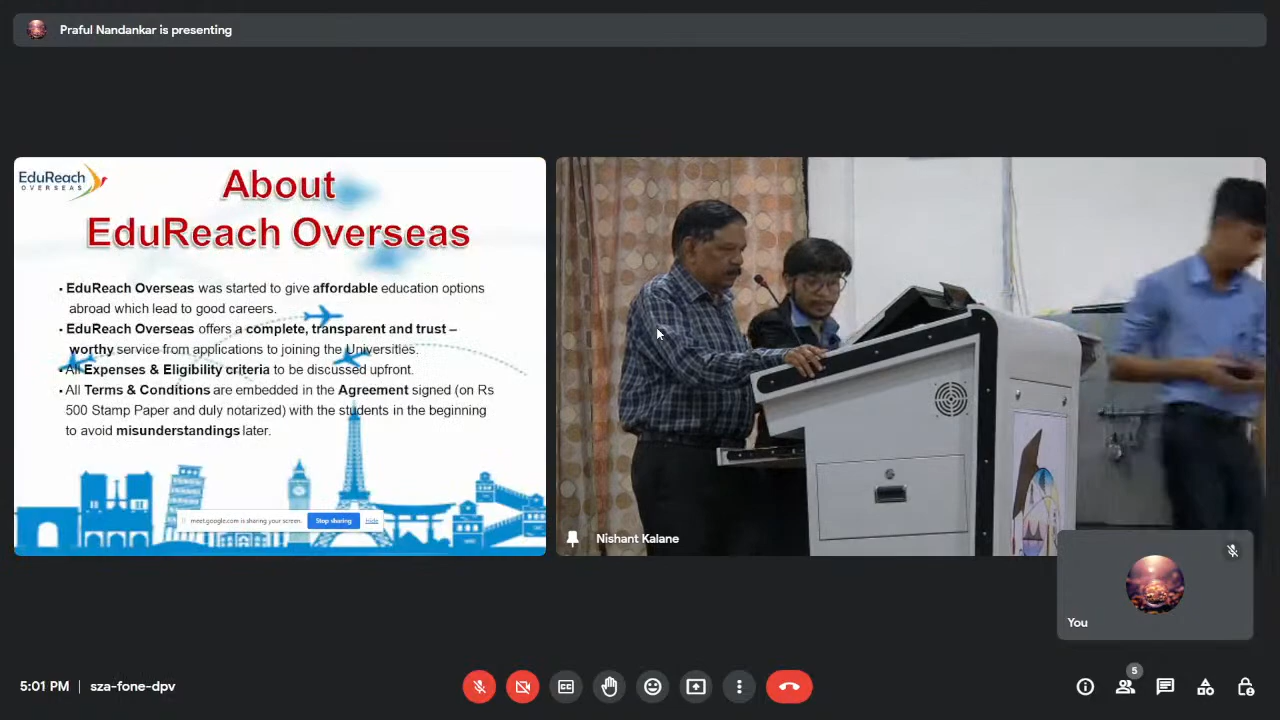 Praful Nandankar is presenting
EduReach
OVERSEAS
About
EduReach Overseas
• EduReach Overseas was started to give affordable education options
abroad which lead to good careers.
• EduReach Overseas offers a complete, transparent and trust –
worthy service from applications to joining the Universities.
• All Expenses & Eligibility criteria to be discussed upfront.
• All Terms & Conditions are embedded in the Agreement signed (on Rs
500 Stamp Paper and duly notarized) with the students in the beginning
to avoid misunderstandings later.
meet.google.com is sharing your screen. Stop sharing Hide
Nishant Kalane
You
5:01 PM | sza-fone-dpv
5